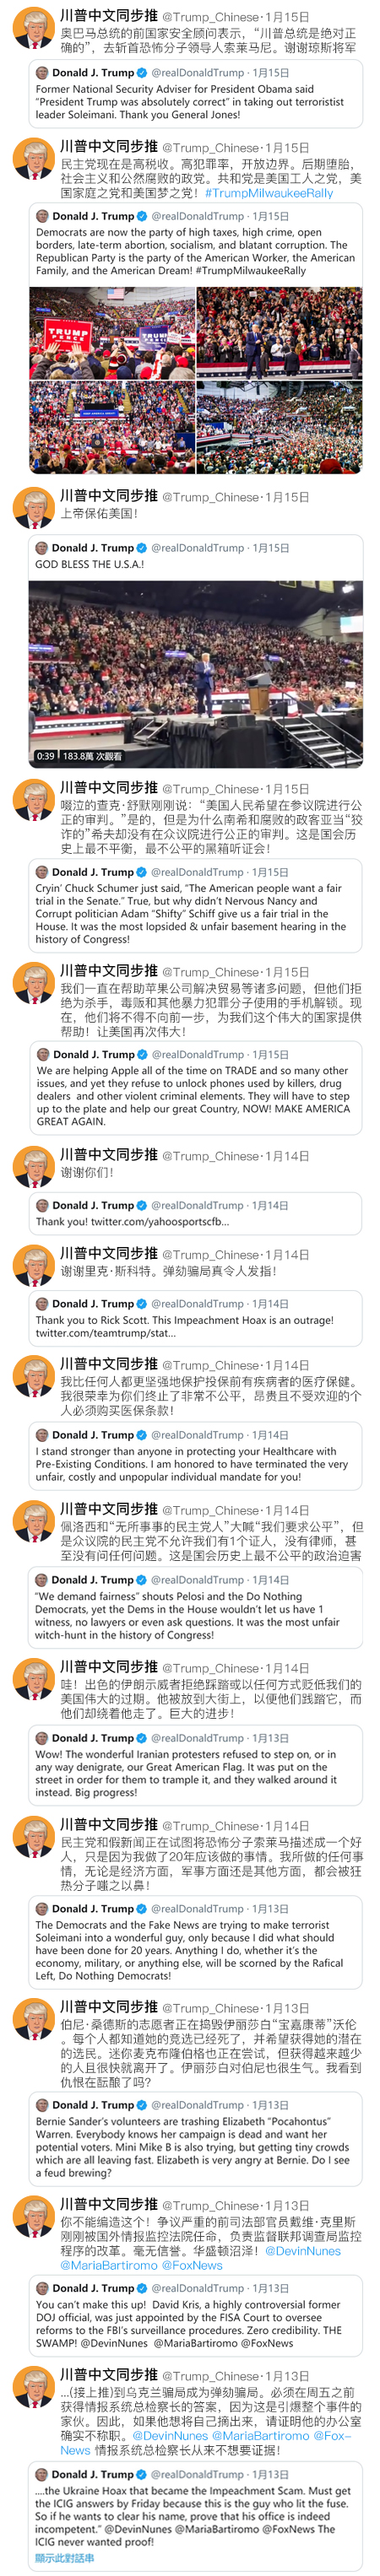 川普中文同步推 @Trump_Chinese·1月15日
奥巴马总统的前国家安全顾问表示，“川普总统是绝对正
确的”，去斩首恐怖分子领导人索莱马尼。谢谢琼斯将军
Donald J. Trump @realDonaldTrump · 1月15日
Former National Security Adviser for President Obama said
“President Trump was absolutely correct” in taking out terroristist
leader Soleimani. Thank you General Jones!
川普中文同步推 @Trump_Chinese·1月15日
民主党现在是高税收。高犯罪率，开放边界。后期堕胎，
社会主义和公然腐败的政党。共和党是美国工人之党，美
国家庭之党和美国梦之党！#TrumpMilwaukeeRally
Donald J. Trump @realDonaldTrump · 1月15日
Democrats are now the party of high taxes, high crime, open
borders, late-term abortion, socialism, and blatant corruption. The
Republican Party is the party of the American Worker, the American
Family, and the American Dream! #TrumpMilwaukeeRally
TRUMP
川普中文同步推 @Trump_Chinese·1月15日
上帝保佑美国！
Donald J. Trump @realDonaldTrump · 1月15日
GOD BLESS THE U.S.A.!
0:39 183.8萬 次觀看
川普中文同步推 @Trump_Chinese·1月15日
啜泣的查克·舒默刚刚说：“美国人民希望在参议院进行公
正的审判。”是的，但是为什么南希和腐败的政客亚当“狡
诈的”希夫却没有在众议院进行公正的审判。这是国会历
史上最不平衡，最不公平的黑箱听证会！
Donald J. Trump @realDonaldTrump · 1月15日
Cryin’ Chuck Schumer just said, “The American people want a fair
trial in the Senate.” True, but why didn’t Nervous Nancy and
Corrupt politician Adam “Shifty” Schiff give us a fair trial in the
House. It was the most lopsided & unfair basement hearing in the
history of Congress!
川普中文同步推 @Trump_Chinese·1月15日
我们一直在帮助苹果公司解决贸易等诸多问题，但他们拒
绝为杀手，毒贩和其他暴力犯罪分子使用的手机解锁。现
在，他们将不得不向前一步，为我们这个伟大的国家提供
帮助！让美国再次伟大！
Donald J. Trump @realDonaldTrump · 1月15日
We are helping Apple all of the time on TRADE and so many other
issues, and yet they refuse to unlock phones used by killers, drug
dealers and other violent criminal elements. They will have to step
up to the plate and help our great Country, NOW! MAKE AMERICA
GREAT AGAIN.
川普中文同步推 @Trump_Chinese·1月14日
谢谢你们！
Donald J. Trump @realDonaldTrump · 1月14日
Thank you! twitter.com/yahoosportscfb...
川普中文同步推 @Trump_Chinese·1月14日
谢谢里克·斯科特。弹劾骗局真令人发指！
Donald J. Trump @realDonaldTrump · 1月14日
Thank you to Rick Scott. This Impeachment Hoax is an outrage!
twitter.com/teamtrump/stat...
川普中文同步推 @Trump_Chinese·1月14日
我比任何人都更坚强地保护投保前有疾病者的医疗保健。
我很荣幸为你们终止了非常不公平，昂贵且不受欢迎的个
人必须购买医保条款！
Donald J. Trump @realDonaldTrump · 1月14日
I stand stronger than anyone in protecting your Healthcare with
Pre-Existing Conditions. I am honored to have terminated the very
unfair, costly and unpopular individual mandate for you!
川普中文同步推 @Trump_Chinese·1月14日
佩洛西和“无所事事的民主党人”大喊“我们要求公平”，但
是众议院的民主党不允许我们有1个证人，没有律师，甚
至没有问任何问题。这是国会历史上最不公平的政治迫害
Donald J. Trump @realDonaldTrump · 1月14日
“We demand fairness” shouts Pelosi and the Do Nothing
Democrats, yet the Dems in the House wouldn’t let us have 1
witness, no lawyers or even ask questions. It was the most unfair
witch-hunt in the history of Congress!
川普中文同步推 @Trump_Chinese·1月14日
哇！出色的伊朗示威者拒绝踩踏或以任何方式贬低我们的
美国伟大的过期。他被放到大街上，以便他们践踏它，而
他们却绕着他走了。巨大的进步！
Donald J. Trump @realDonaldTrump · 1月13日
Wow! The wonderful Iranian protesters refused to step on, or in
any way denigrate, our Great American Flag. It was put on the
street in order for them to trample it, and they walked around it
instead. Big progress!
川普中文同步推 @Trump_Chinese·1月14日
民主党和假新闻正在试图将恐怖分子索莱马描述成一个好
人，只是因为我做了20年应该做的事情。我所做的任何事
情，无论是经济方面，军事方面还是其他方面，都会被狂
热分子嗤之以鼻！
Donald J. Trump @realDonaldTrump · 1月13日
The Democrats and the Fake News are trying to make terrorist
Soleimani into a wonderful guy, only because I did what should
have been done for 20 years. Anything I do, whether it’s the
economy, military, or anything else, will be scorned by the Rafical
Left, Do Nothing Democrats!
川普中文同步推 @Trump_Chinese·1月13日
伯尼·桑德斯的志愿者正在捣毁伊丽莎白“宝嘉康蒂”沃伦
。每个人都知道她的竞选已经死了，并希望获得她的潜在
的选民。迷你麦克布隆伯格也正在尝试，但获得越来越少
的人且很快就离开了。伊丽莎白对伯尼也很生气。我看到
仇恨在酝酿了吗？
Donald J. Trump @realDonaldTrump · 1月13日
Bernie Sander’s volunteers are trashing Elizabeth “Pocahontus”
Warren. Everybody knows her campaign is dead and want her
potential voters. Mini Mike B is also trying, but getting tiny crowds
which are all leaving fast. Elizabeth is very angry at Bernie. Do I see
a feud brewing?
川普中文同步推 @Trump_Chinese·1月13日
你不能编造这个！争议严重的前司法部官员戴维·克里斯
刚刚被国外情报监控法院任命，负责监督联邦调查局监控
程序的改革。毫无信誉。华盛顿沼泽！@DevinNunes
@MariaBartiromo @FoxNews
Donald J. Trump @realDonaldTrump · 1月13日
You can’t make this up! David Kris, a highly controversial former
DOJ official, was just appointed by the FISA Court to oversee
reforms to the FBI’s surveillance procedures. Zero credibility. THE
SWAMP! @DevinNunes @MariaBartiromo @FoxNews
川普中文同步推 @Trump_Chinese·1月13日
...(接上推)到乌克兰骗局成为弹劾骗局。必须在周五之前
获得情报系统总检察长的答案，因为这是引爆整个事件的
家伙。因此，如果他想将自己摘出来，请证明他的办公室
确实不称职。@DevinNunes @MariaBartiromo @Fox-
News 情报系统总检察长从来不想要证据！
Donald J. Trump @realDonaldTrump · 1月13日
....the Ukraine Hoax that became the Impeachment Scam. Must get
the ICIG answers by Friday because this is the guy who lit the fuse.
So if he wants to clear his name, prove that his office is indeed
incompetent.” @DevinNunes @MariaBartiromo @FoxNews The
ICIG never wanted proof!
顯示此對話串